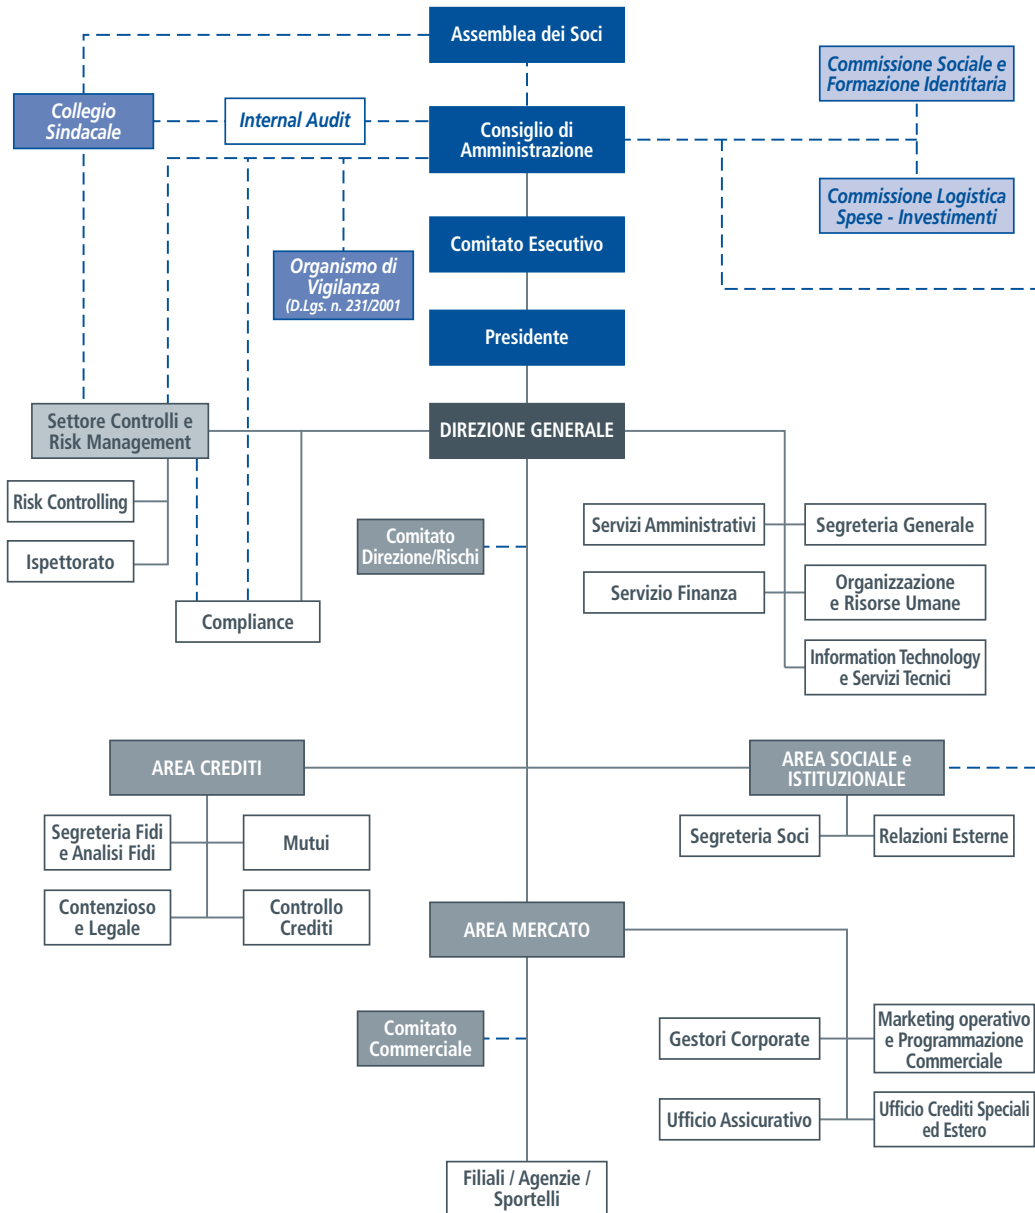 Assemblea dei Soci
Commissione Sociale e
Formazione Identitaria
Collegio
Sindacale
Internal Audit
Consiglio di
Amministrazione
Commissione Logistica
Spese - Investimenti
Comitato Esecutivo
Organismo di
Vigilanza
(D.Lgs. n. 231/2001
Presidente
Settore Controlli e
Risk Management
DIREZIONE GENERALE
Risk Controlling
Ispettorato
Compliance
Comitato
Direzione/Rischi
Servizi Amministrativi
Segreteria Generale
Servizio Finanza
Organizzazione
e Risorse Umane
Information Technology
e Servizi Tecnici
AREA CREDITI
AREA SOCIALE e
ISTITUZIONALE
Segreteria Fidi
e Analisi Fidi
Mutui
Segreteria Soci
Relazioni Esterne
Contenzioso
e Legale
Controllo
Crediti
AREA MERCATO
Comitato
Commerciale
Gestori Corporate
Marketing operativo
e Programmazione
Commerciale
Ufficio Assicurativo
Ufficio Crediti Speciali
ed Estero
Filiali / Agenzie /
Sportelli